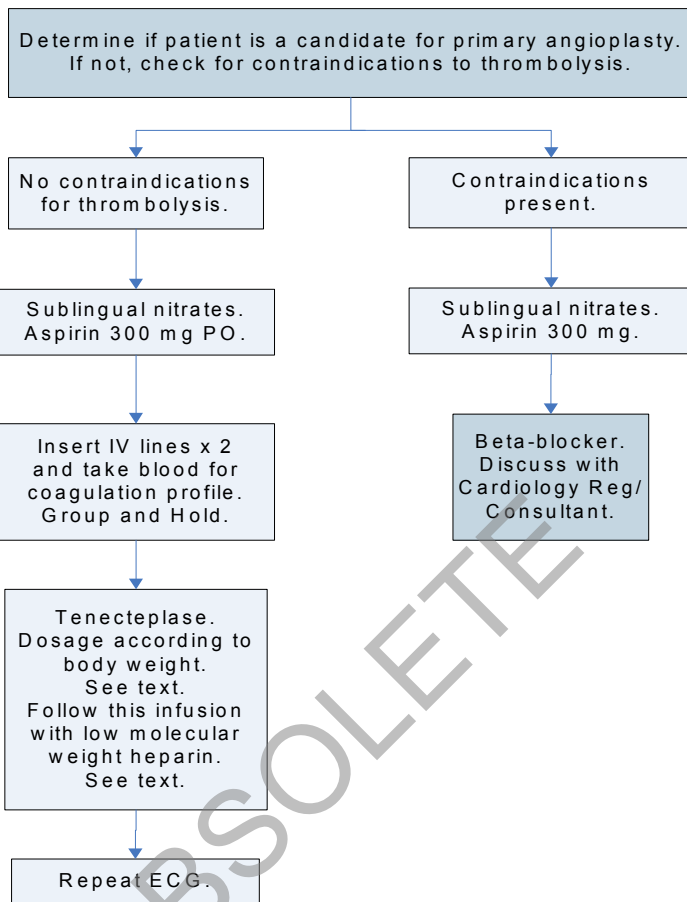 Determine if patient is a candidate for primary angioplasty.
If not, check for contraindications to thrombolysis.
No contraindications
for thrombolysis.
Sublingual nitrates.
Aspirin 300 mg PO.
Insert IV lines x 2
and take blood for
coagulation profile.
Group and Hold.
Tenecteplase.
Dosage according to
body weight.
See text.
Follow this infusion
with low molecular
weight heparin.
See text.
Repeat ECG.
Contraindications
present.
Sublingual nitrates.
Aspirin 300 mg.
Beta-blocker.
Discuss with
Cardiology Reg/
Consultant.
BSOLETE